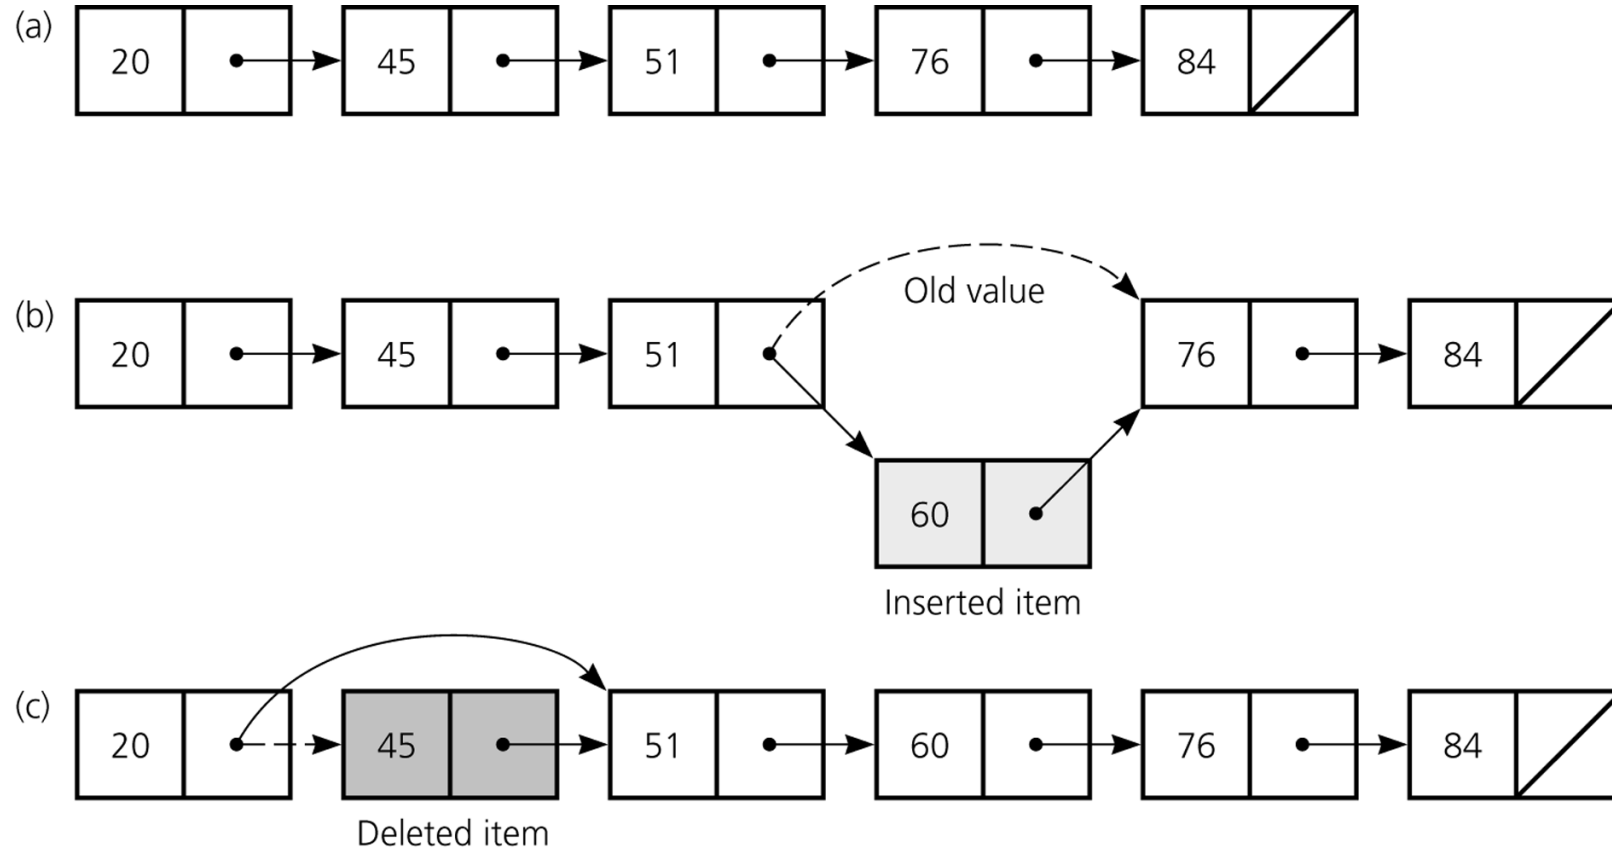 (a) 20 45 51 76 84
Old value
(b) 20 45 51 76 84
60
Inserted item
(c) 20 45 51 60 76 84
Deleted item